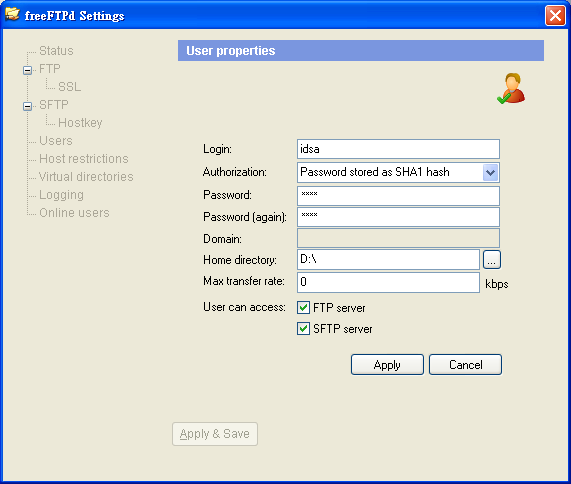 freeFTPd Settings
Status
FTP
SSL
SFTP
Hostkey
Users
Host restrictions
Virtual directories
Logging
Online users
User properties
Login: idsa
Authorization: Password stored as SHA1 hash
Password: ****
Password (again): ****
Domain:
Home directory: D:\ ...
Max transfer rate: 0 kbps
User can access: FTP server
SFTP server
Apply Cancel
Apply & Save